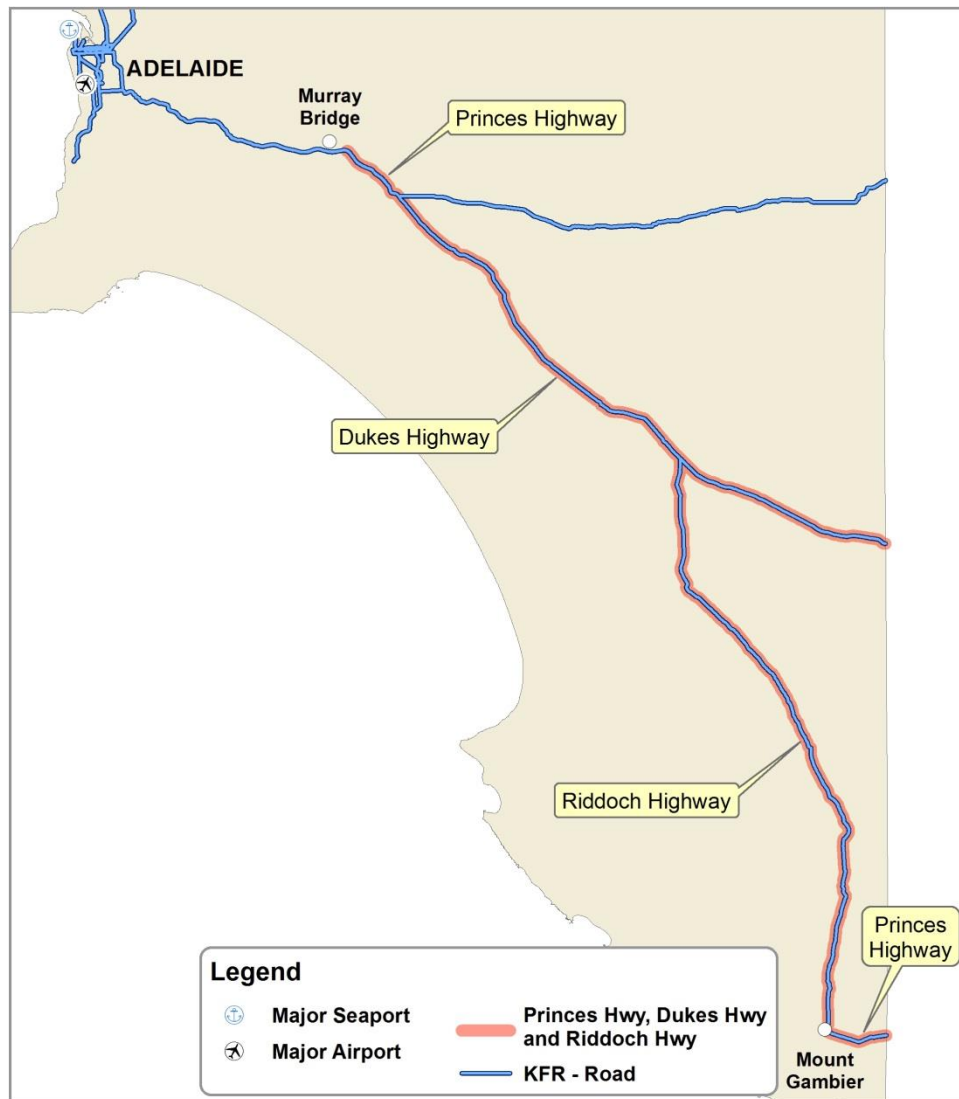 ADELAIDE
Murray
Bridge
Princes Highway
Dukes Highway
Riddoch Highway
Princes
Highway
Mount
Gambier
Legend
Major Seaport
Major Airport
Princes Hwy, Dukes Hwy
and Riddoch Hwy
KFR - Road